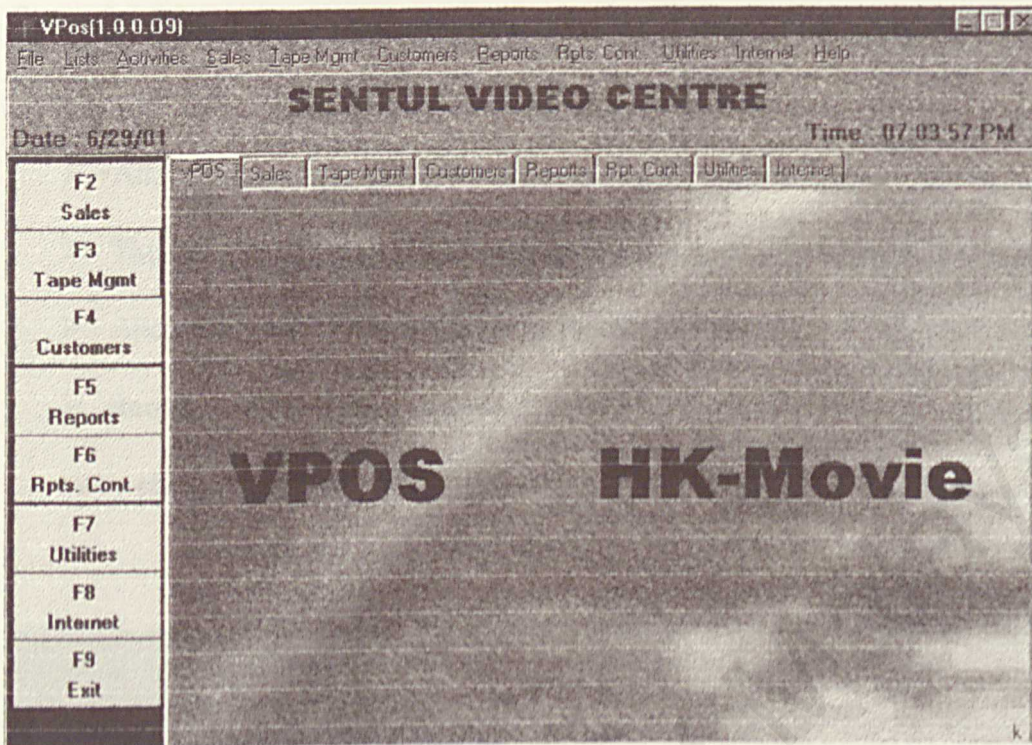 VPos(1.0.0.09)
File Lists Activities Sales Tape Mgmt Customers Reports Rpts. Cont. Utilities Internet Help
SENTUL VIDEO CENTRE
Date : 6/29/01 Time : 07:03:57 PM
VPOS Sales Tape Mgmt Customers Reports Rpt. Cont. Utilities Internet
F2
Sales
F3
Tape Mgmt
F4
Customers
F5
Reports
F6
Rpts. Cont.
F7
Utilities
F8
Internet
F9
Exit
VPOS HK-Movie
k